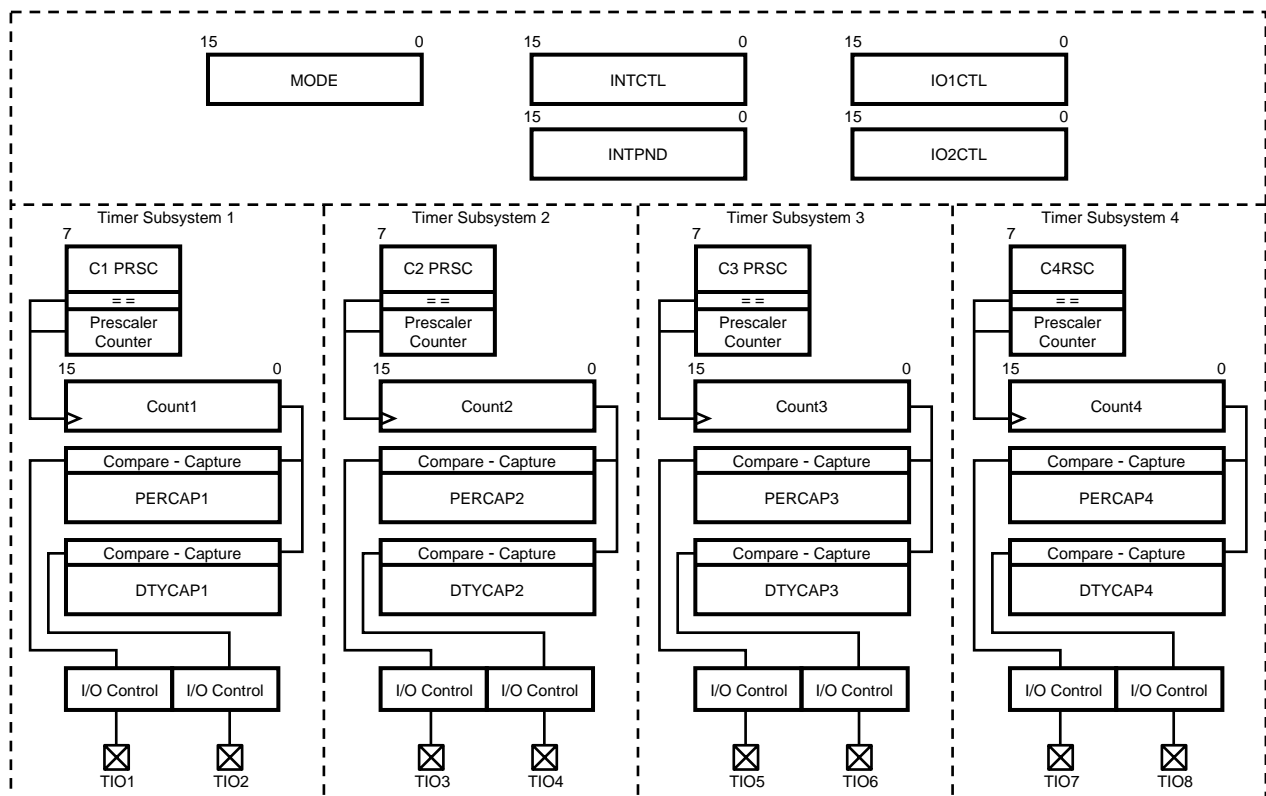 15 0 15 0 15 0
MODE INTCTL IO1CTL
15 0 15 0
INTPND IO2CTL
Timer Subsystem 1 Timer Subsystem 2 Timer Subsystem 3 Timer Subsystem 4
7 7 7 7
C1 PRSC C2 PRSC C3 PRSC C4RSC
= = = = = = = =
Prescaler Prescaler Prescaler Prescaler
Counter Counter Counter Counter
15 0 15 0 15 0 15 0
Count1 Count2 Count3 Count4
Compare - Capture Compare - Capture Compare - Capture Compare - Capture
PERCAP1 PERCAP2 PERCAP3 PERCAP4
Compare - Capture Compare - Capture Compare - Capture Compare - Capture
DTYCAP1 DTYCAP2 DTYCAP3 DTYCAP4
I/O Control I/O Control I/O Control I/O Control I/O Control I/O Control I/O Control I/O Control
TIO1 TIO2 TIO3 TIO4 TIO5 TIO6 TIO7 TIO8